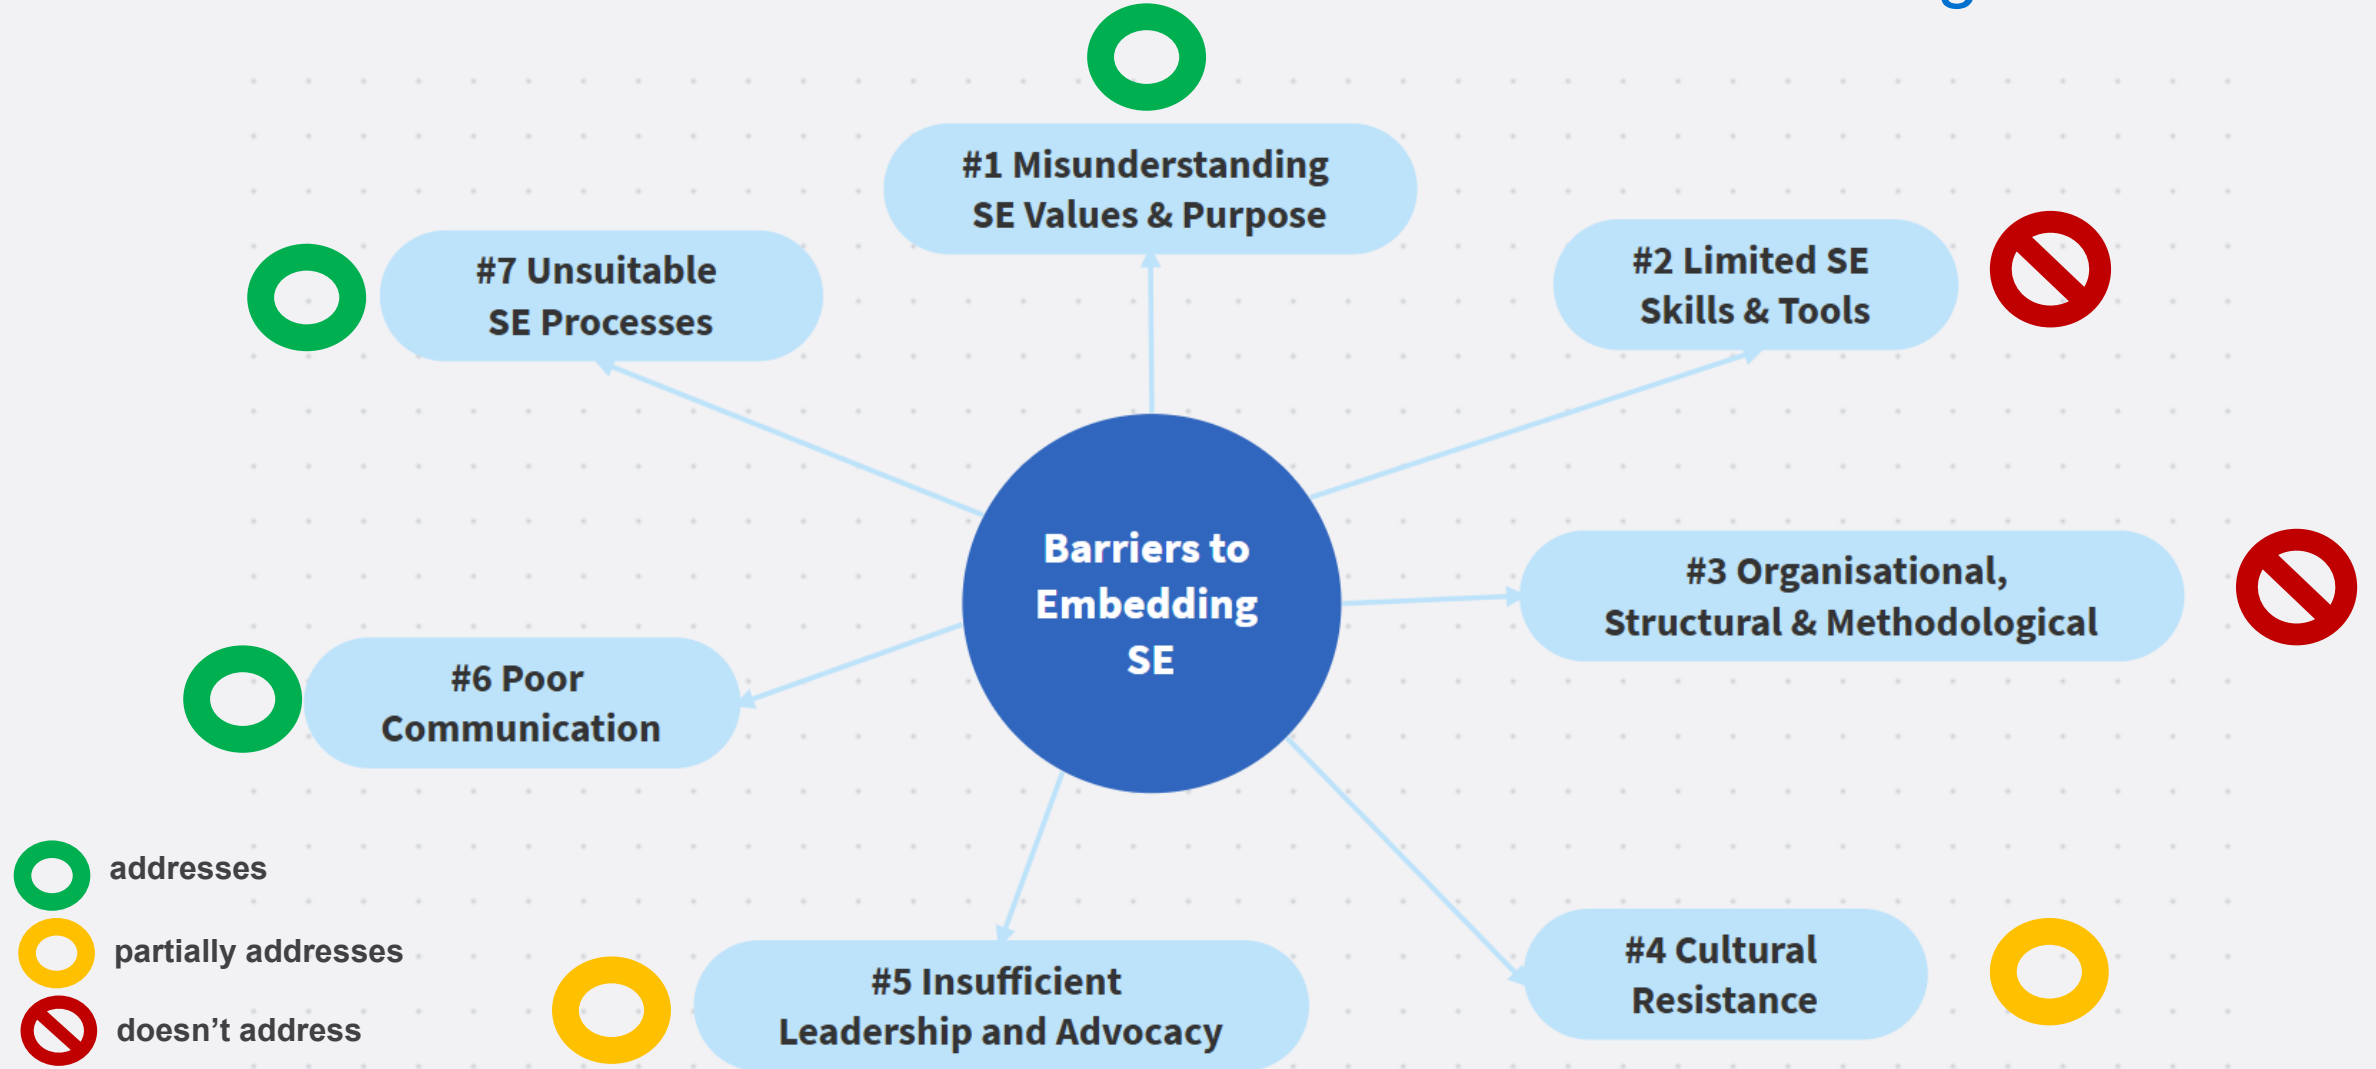 #1 Misunderstanding
SE Values & Purpose
#2 Limited SE
Skills & Tools
#7 Unsuitable
SE Processes
Barriers to
Embedding
SE
#3 Organisational,
Structural & Methodological
#6 Poor
Communication
#4 Cultural
Resistance
#5 Insufficient
Leadership and Advocacy
addresses
partially addresses
doesn’t address